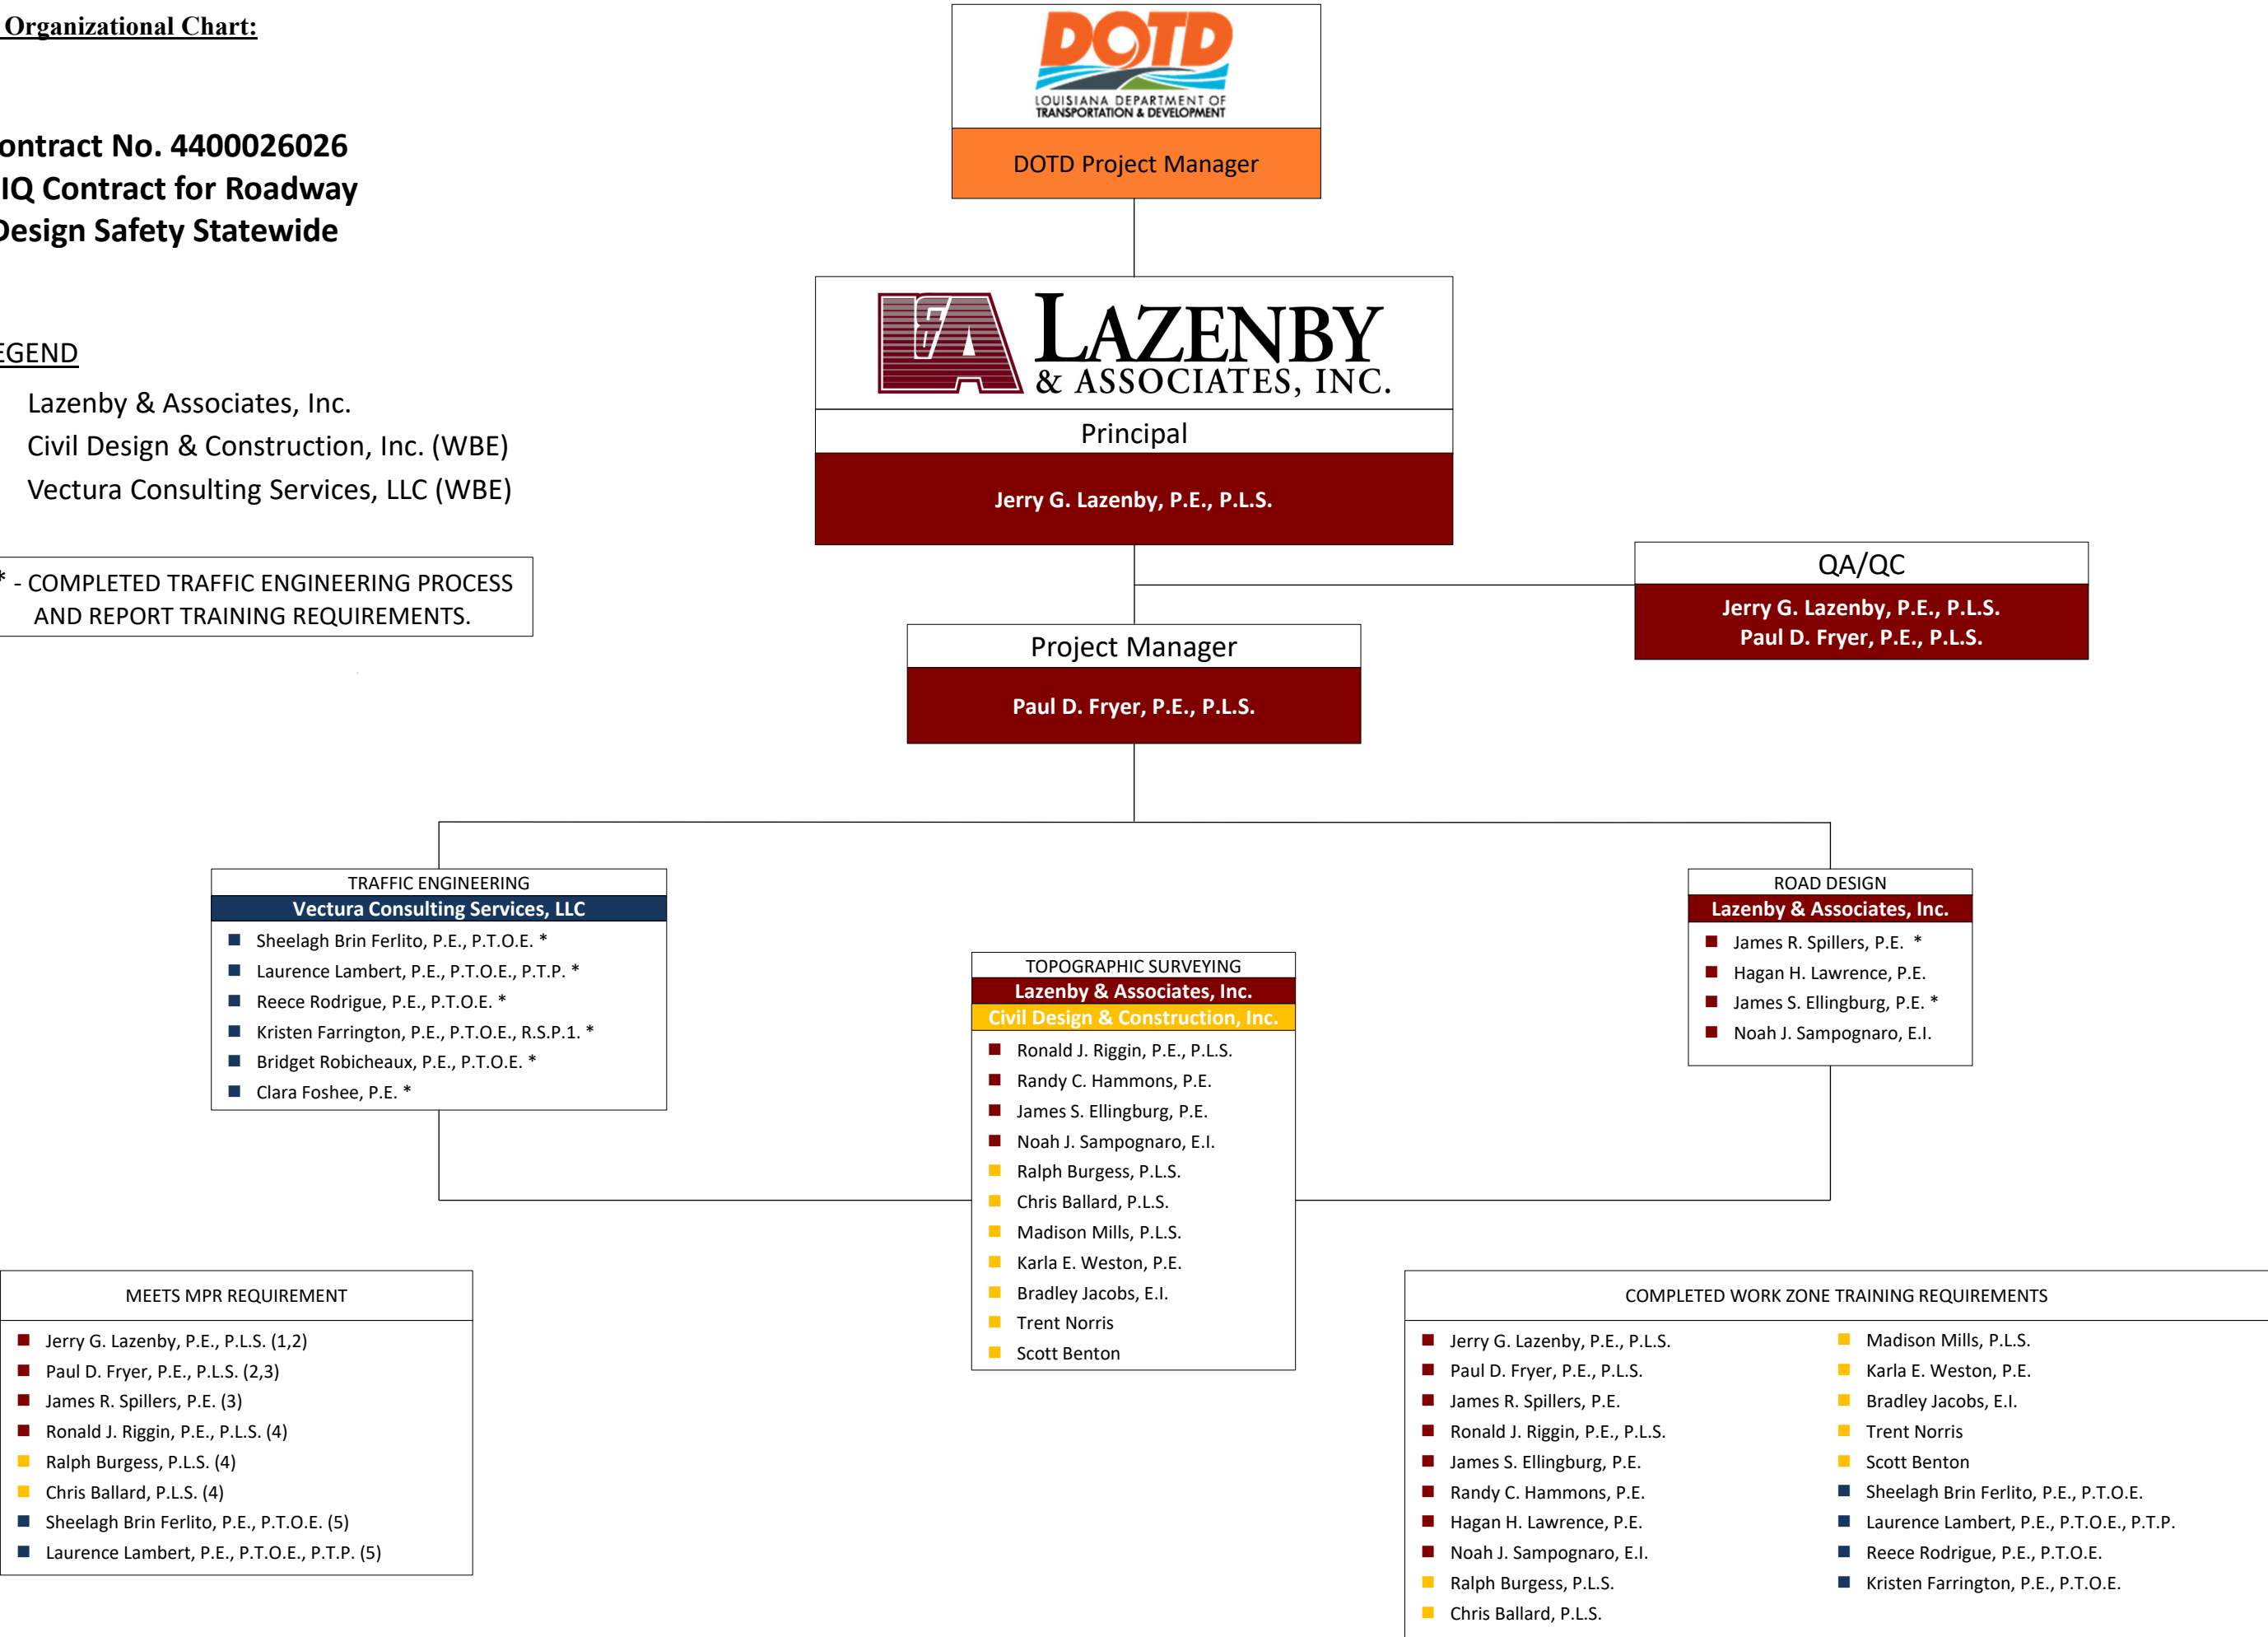 Organizational Chart:
ontract No. 4400026026
IQ Contract for Roadway
Design Safety Statewide
EGEND
Lazenby & Associates, Inc.
Civil Design & Construction, Inc. (WBE)
Vectura Consulting Services, LLC (WBE)
* - COMPLETED TRAFFIC ENGINEERING PROCESS
AND REPORT TRAINING REQUIREMENTS.
DOTD
LOUISIANA DEPARTMENT OF
TRANSPORTATION & DEVELOPMENT
DOTD Project Manager
L&A LAZENBY
& ASSOCIATES, INC.
Principal
Jerry G. Lazenby, P.E., P.L.S.
QA/QC
Jerry G. Lazenby, P.E., P.L.S.
Paul D. Fryer, P.E., P.L.S.
Project Manager
Paul D. Fryer, P.E., P.L.S.
TRAFFIC ENGINEERING
Vectura Consulting Services, LLC
Sheelagh Brin Ferlito, P.E., P.T.O.E. *
Laurence Lambert, P.E., P.T.O.E., P.T.P. *
Reece Rodrigue, P.E., P.T.O.E. *
Kristen Farrington, P.E., P.T.O.E., R.S.P.1. *
Bridget Robicheaux, P.E., P.T.O.E. *
Clara Foshee, P.E. *
TOPOGRAPHIC SURVEYING
Lazenby & Associates, Inc.
Civil Design & Construction, Inc.
Ronald J. Riggin, P.E., P.L.S.
Randy C. Hammons, P.E.
James S. Ellingburg, P.E.
Noah J. Sampognaro, E.I.
Ralph Burgess, P.L.S.
Chris Ballard, P.L.S.
Madison Mills, P.L.S.
Karla E. Weston, P.E.
Bradley Jacobs, E.I.
Trent Norris
Scott Benton
ROAD DESIGN
Lazenby & Associates, Inc.
James R. Spillers, P.E. *
Hagan H. Lawrence, P.E.
James S. Ellingburg, P.E. *
Noah J. Sampognaro, E.I.
MEETS MPR REQUIREMENT
Jerry G. Lazenby, P.E., P.L.S. (1,2)
Paul D. Fryer, P.E., P.L.S. (2,3)
James R. Spillers, P.E. (3)
Ronald J. Riggin, P.E., P.L.S. (4)
Ralph Burgess, P.L.S. (4)
Chris Ballard, P.L.S. (4)
Sheelagh Brin Ferlito, P.E., P.T.O.E. (5)
Laurence Lambert, P.E., P.T.O.E., P.T.P. (5)
COMPLETED WORK ZONE TRAINING REQUIREMENTS
Jerry G. Lazenby, P.E., P.L.S.
Paul D. Fryer, P.E., P.L.S.
James R. Spillers, P.E.
Ronald J. Riggin, P.E., P.L.S.
James S. Ellingburg, P.E.
Randy C. Hammons, P.E.
Hagan H. Lawrence, P.E.
Noah J. Sampognaro, E.I.
Ralph Burgess, P.L.S.
Chris Ballard, P.L.S.
Madison Mills, P.L.S.
Karla E. Weston, P.E.
Bradley Jacobs, E.I.
Trent Norris
Scott Benton
Sheelagh Brin Ferlito, P.E., P.T.O.E.
Laurence Lambert, P.E., P.T.O.E., P.T.P.
Reece Rodrigue, P.E., P.T.O.E.
Kristen Farrington, P.E., P.T.O.E.